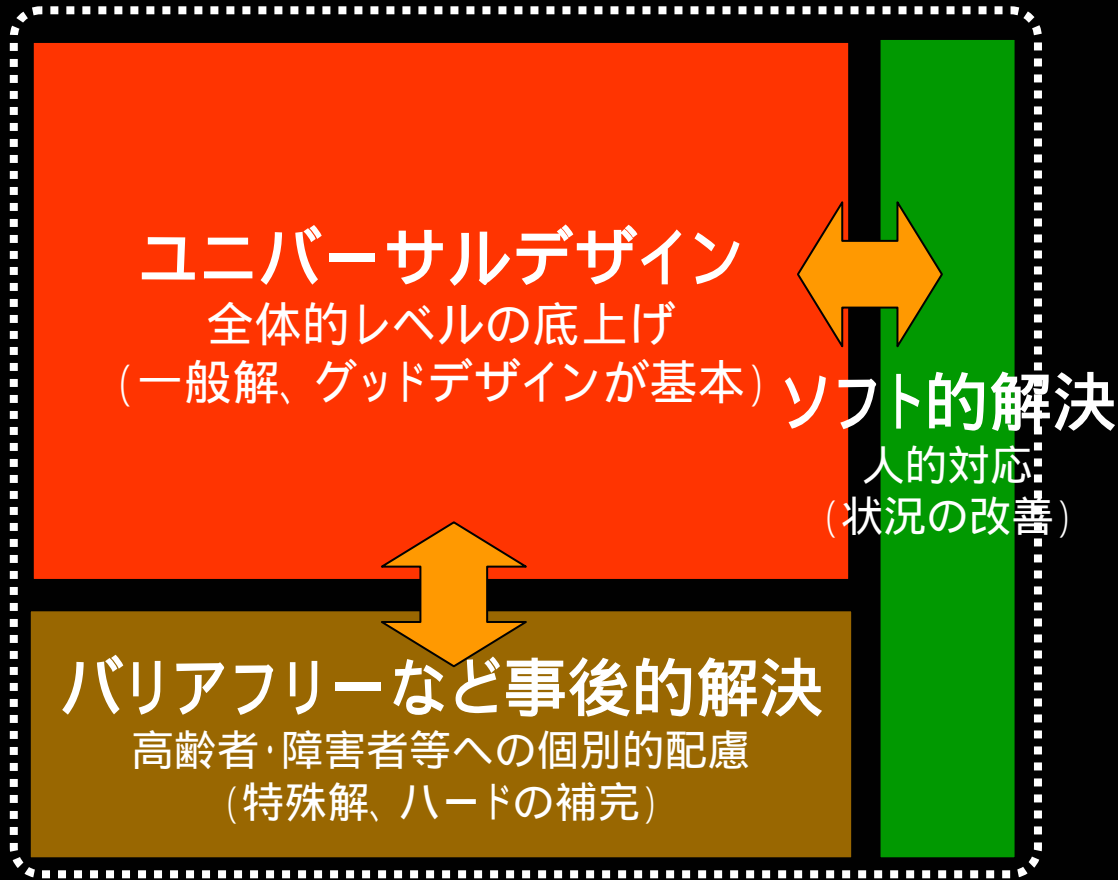 ユニバーサルデザイン
全体的レベルの底上げ
(一般解、グッドデザインが基本)
ソフト的解決
人的対応
(状況の改善)
バリアフリーなど事後的解決
高齢者・障害者等への個別的配慮
(特殊解、ハードの補完)